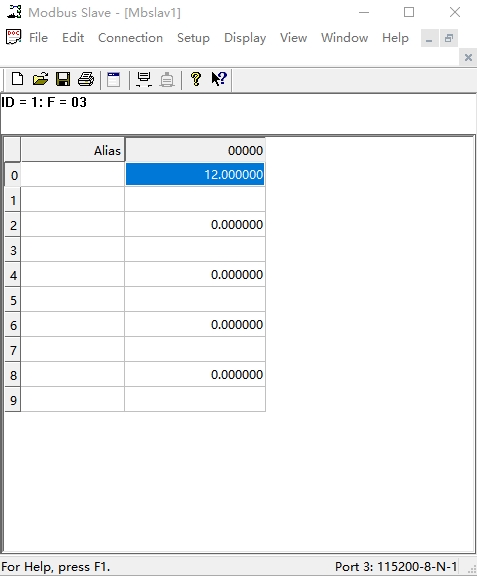 Modbus Slave - [Mbslav1]
File Edit Connection Setup Display View Window Help
ID = 1: F = 03
Alias 00000
0 12.000000
1
2 0.000000
3
4 0.000000
5
6 0.000000
7
8 0.000000
9
For Help, press F1. Port 3: 115200-8-N-1